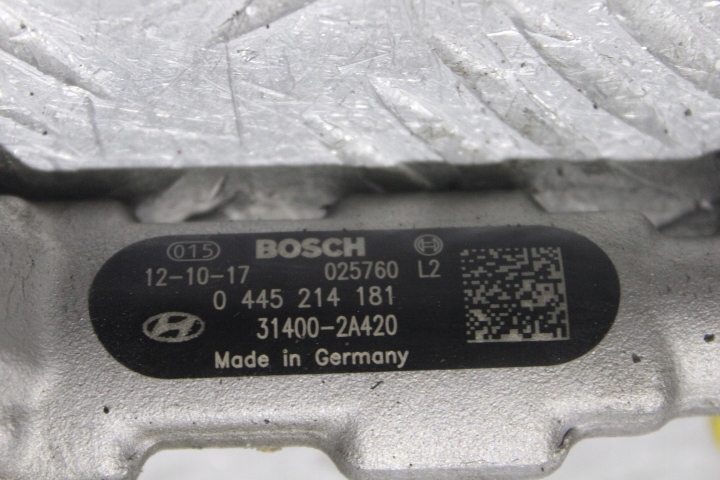 015 BOSCH
12-10-17 025760 L2
0 445 214 181
31400-2A420
Made in Germany